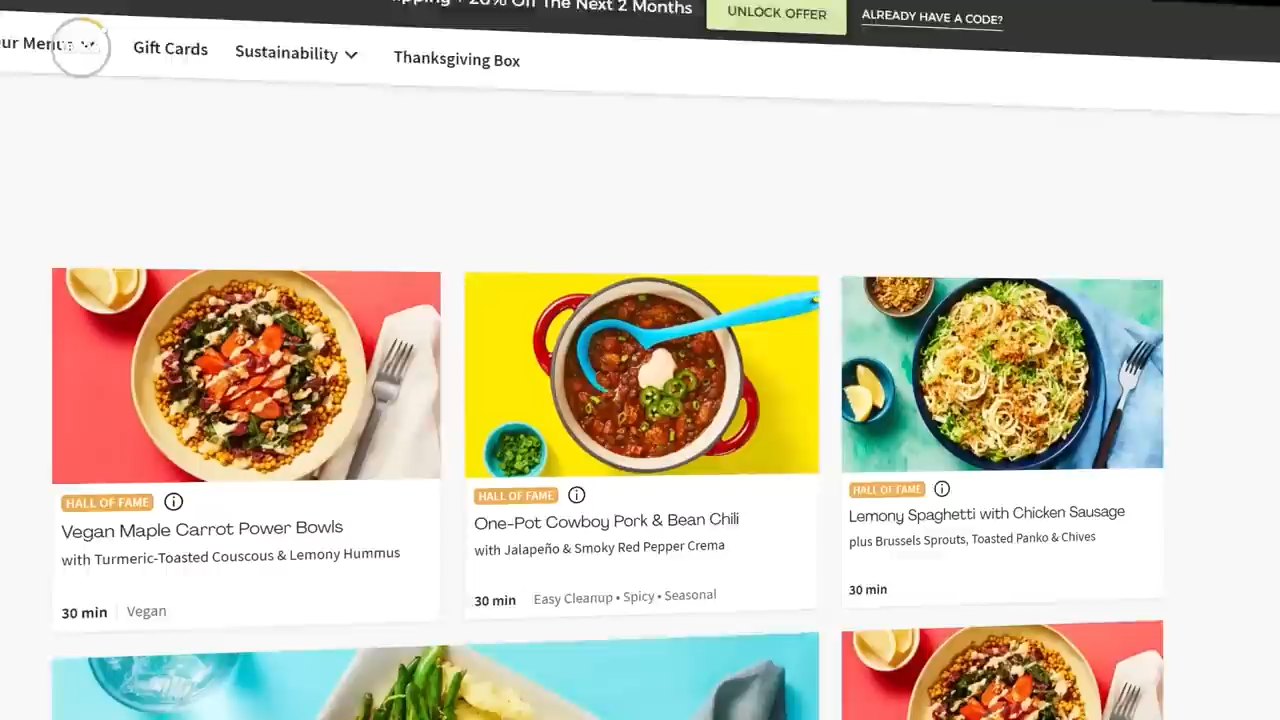 Off The Next 2 Months
UNLOCK OFFER
ALREADY HAVE A CODE?
Gift Cards
Sustainability
Thanksgiving Box
HALL OF FAME
Vegan Maple Carrot Power Bowls
with Turmeric-Toasted Couscous & Lemony Hummus
30 min
Vegan
HALL OF FAME
One-Pot Cowboy Pork & Bean Chili
with Jalapeño & Smoky Red Pepper Crema
30 min
Easy Cleanup • Spicy • Seasonal
HALL OF FAME
Lemony Spaghetti with Chicken Sausage
plus Brussels Sprouts, Toasted Panko & Chives
30 min